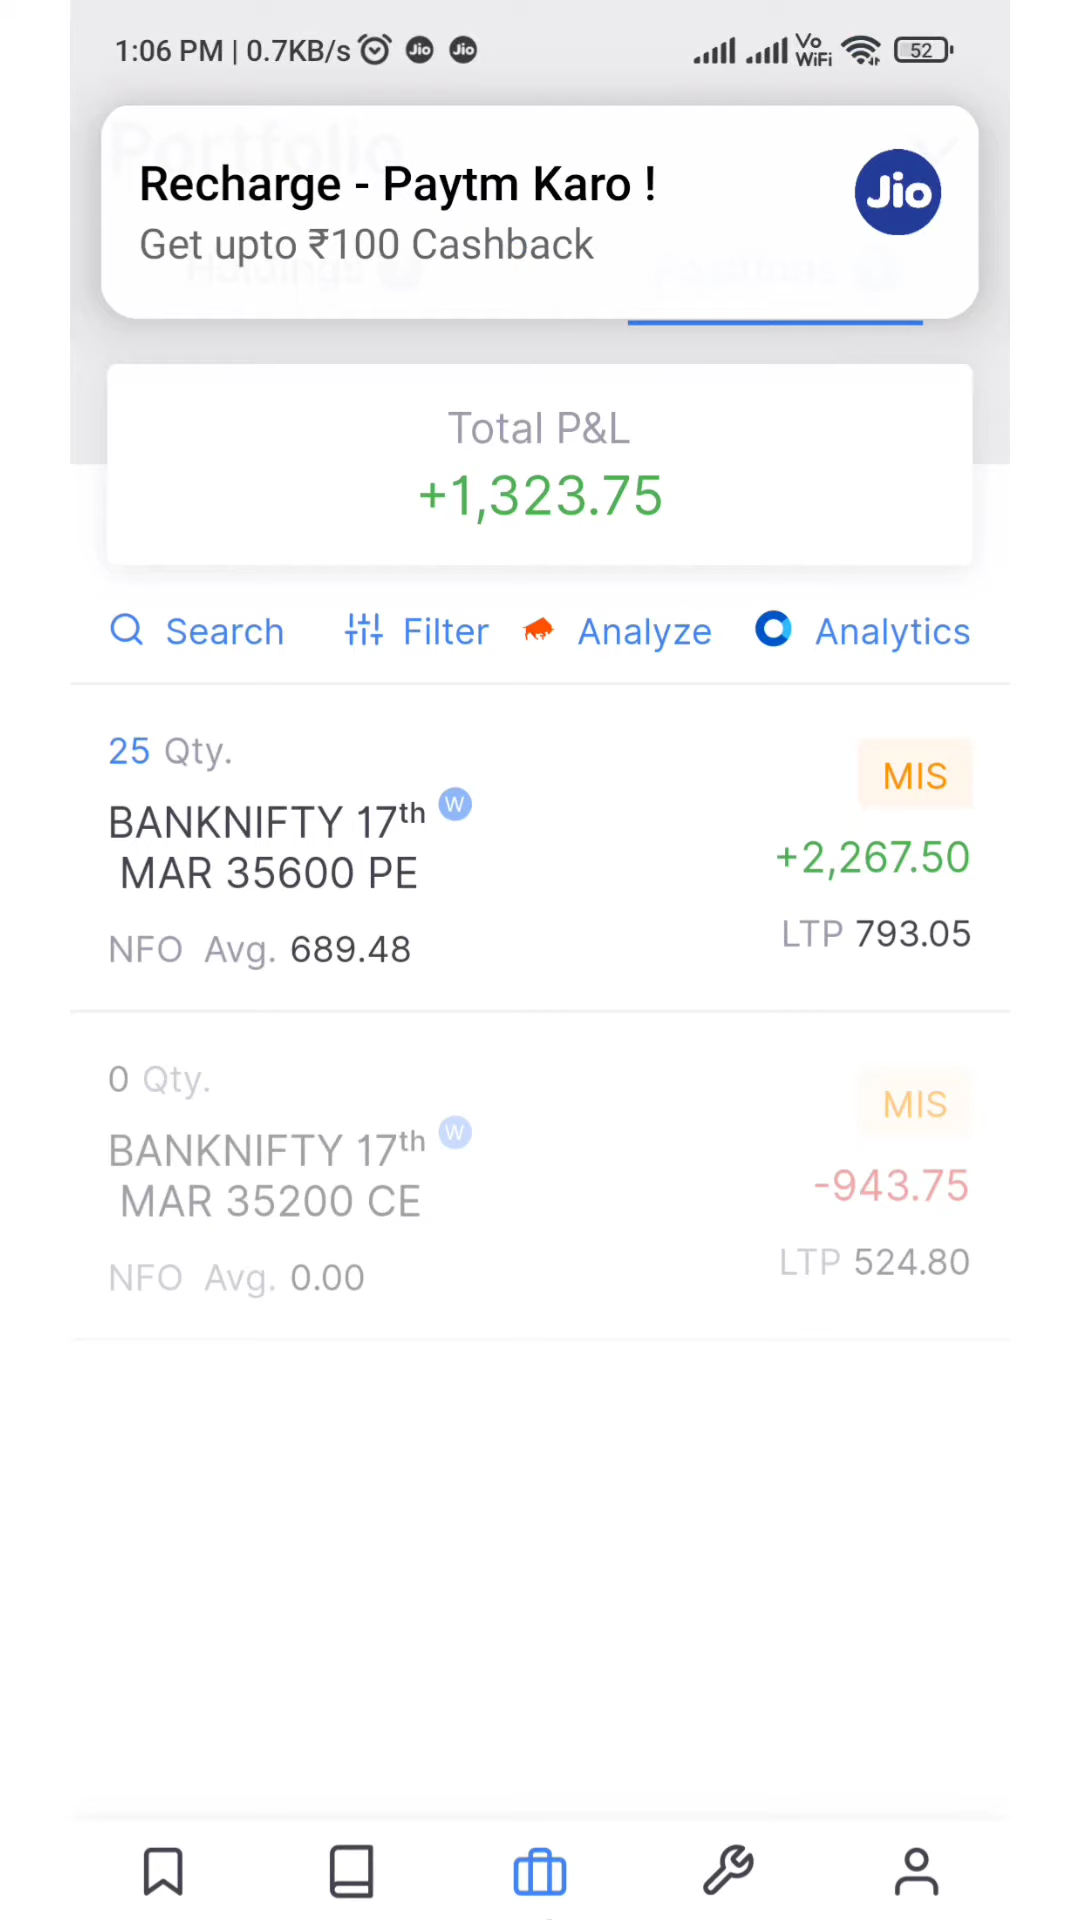 1:06 PM | 0.7KB/s Jio Jio Vo WiFi 52
Portfolio
Recharge - Paytm Karo !
Jio
Get upto ₹100 Cashback
Holdings
Positions
Total P&L
+1,323.75
Search Filter Analyze Analytics
25 Qty.
MIS
BANKNIFTY 17th W
MAR 35600 PE
+2,267.50
NFO Avg. 689.48
LTP 793.05
0 Qty.
MIS
BANKNIFTY 17th W
MAR 35200 CE
-943.75
NFO Avg. 0.00
LTP 524.80